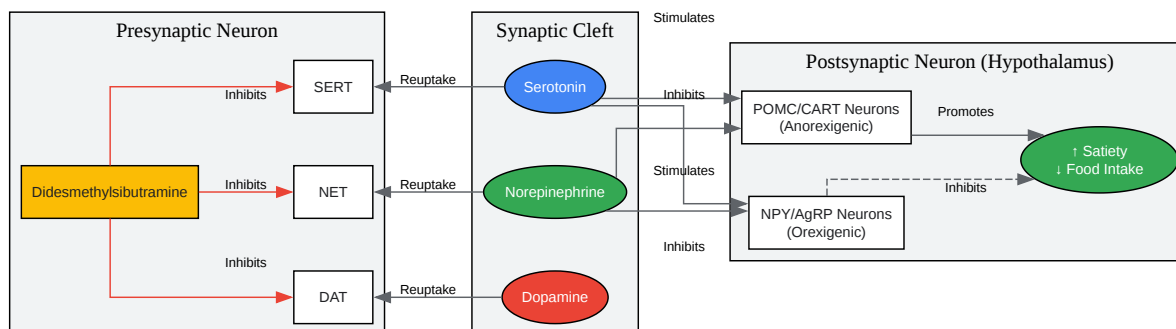 Stimulates
Presynaptic Neuron
Synaptic Cleft
Postsynaptic Neuron (Hypothalamus)
Inhibits
SERT
Reuptake
Serotonin
Inhibits
POMC/CART Neurons
(Anorexigenic)
Promotes
↑ Satiety
↓ Food Intake
Didesmethylsibutramine
Inhibits
NET
Reuptake
Norepinephrine
Stimulates
NPY/AgRP Neurons
(Orexigenic)
Inhibits
Inhibits
Inhibits
DAT
Reuptake
Dopamine